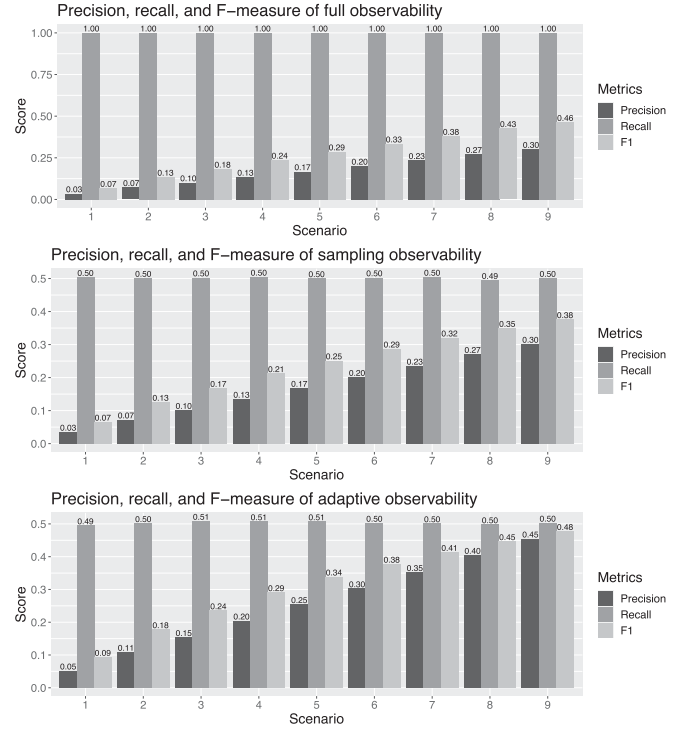 Precision, recall, and F−measure of full observability
1.00 1.00 1.00 1.00 1.00 1.00 1.00 1.00 1.00
1.00
0.75
0.50
0.25
0.00
Score
0.03 0.07 0.07 0.13 0.10 0.18 0.13 0.24 0.17 0.29 0.20 0.33 0.23 0.38 0.27 0.43 0.30 0.46
1 2 3 4 5 6 7 8 9
Scenario
Metrics
Precision
Recall
F1
Precision, recall, and F−measure of sampling observability
0.50 0.50 0.50 0.50 0.50 0.50 0.50 0.49 0.50
0.5
0.4
0.3
0.2
0.1
0.0
Score
0.03 0.07 0.07 0.13 0.10 0.17 0.13 0.21 0.17 0.25 0.20 0.29 0.23 0.32 0.27 0.35 0.30 0.38
1 2 3 4 5 6 7 8 9
Scenario
Metrics
Precision
Recall
F1
Precision, recall, and F−measure of adaptive observability
0.49 0.50 0.51 0.51 0.51 0.50 0.50 0.50 0.50
0.5
0.4
0.3
0.2
0.1
0.0
Score
0.05 0.09 0.11 0.18 0.15 0.24 0.20 0.29 0.25 0.34 0.30 0.38 0.35 0.41 0.40 0.45 0.45 0.48
1 2 3 4 5 6 7 8 9
Scenario
Metrics
Precision
Recall
F1